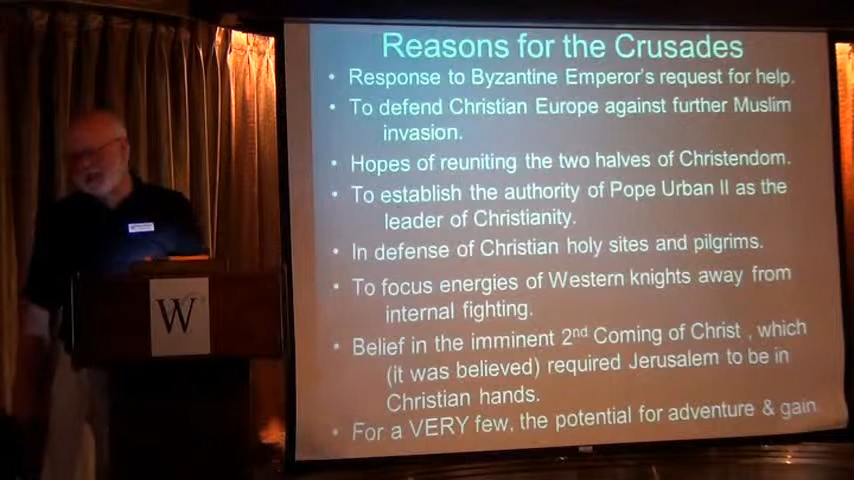 Reasons for the Crusades
• Response to Byzantine Emperor's request for help.
• To defend Christian Europe against further Muslim
invasion.
• Hopes of reuniting the two halves of Christendom.
• To establish the authority of Pope Urban II as the
leader of Christianity.
• In defense of Christian holy sites and pilgrims.
• To focus energies of Western knights away from
internal fighting.
• Belief in the imminent 2nd Coming of Christ , which
(it was believed) required Jerusalem to be in
Christian hands.
• For a VERY few, the potential for adventure & gain
W